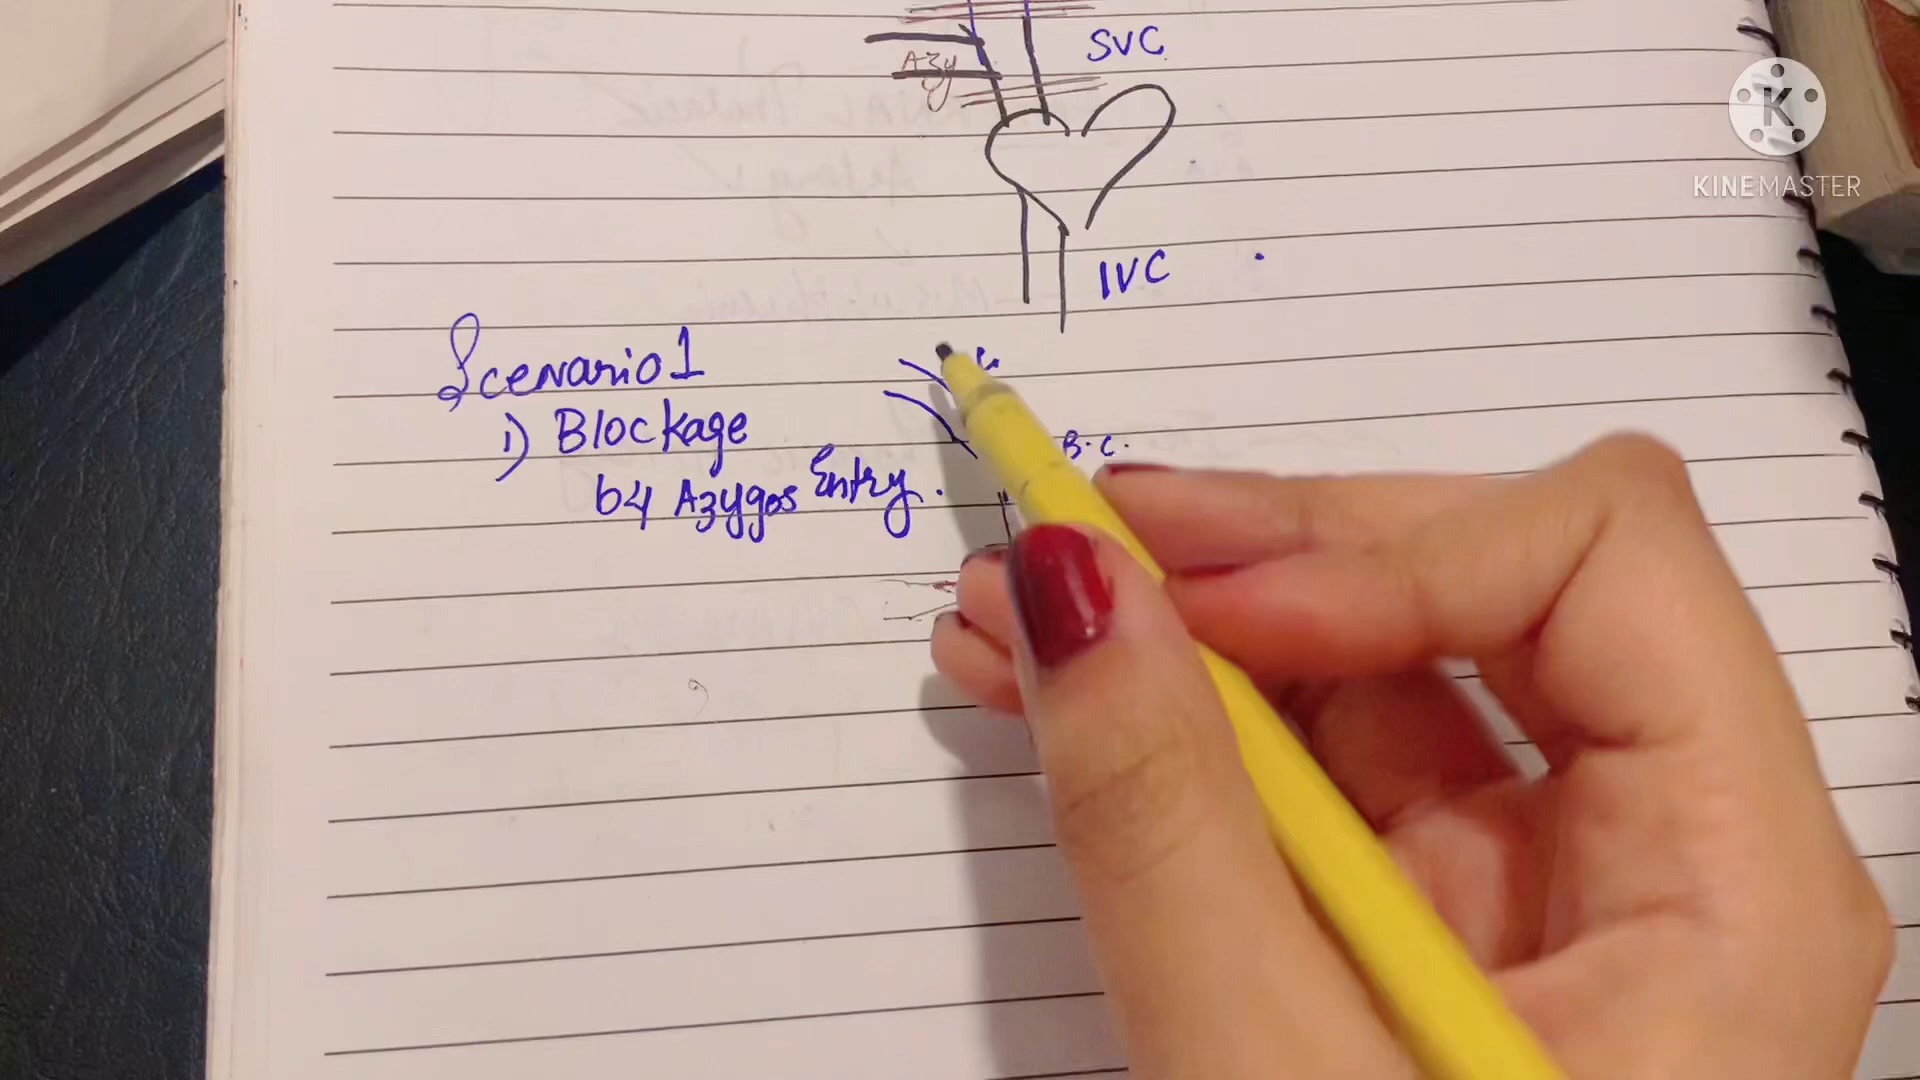 SVC
Azy
K
KINEMASTER
IVC
Scenario 1
1) Blockage
b4 Azygos Entry.
B.C.